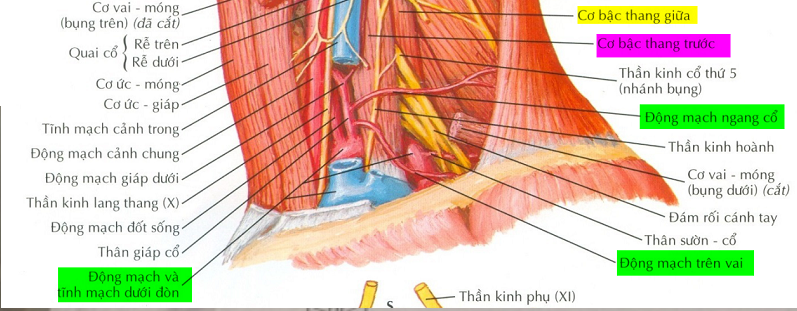 Cơ vai - móng
(bụng trên) (đã cắt)
Quai cổ { Rễ trên
Rễ dưới
Cơ ức - móng
Cơ ức - giáp
Tĩnh mạch cảnh trong
Động mạch cảnh chung
Động mạch giáp dưới
Thần kinh lang thang (X)
Động mạch đốt sống
Thân giáp cổ
Động mạch và
tĩnh mạch dưới đòn
Cơ bậc thang giữa
Cơ bậc thang trước
Thần kinh cổ thứ 5
(nhánh bụng)
Động mạch ngang cổ
Thần kinh hoành
Cơ vai - móng
(bụng dưới) (cắt)
Đám rối cánh tay
Thân sườn - cổ
Động mạch trên vai
Thần kinh phụ (XI)